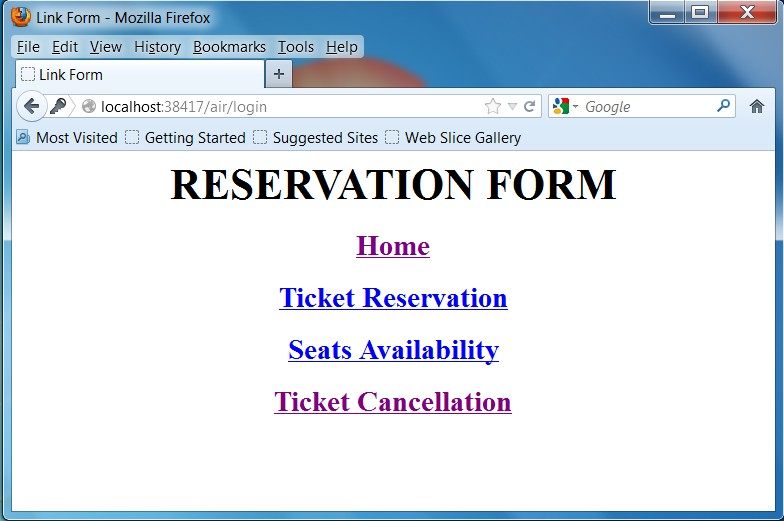 Link Form - Mozilla Firefox
File Edit View History Bookmarks Tools Help
Link Form
localhost:38417/air/login Google
Most Visited Getting Started Suggested Sites Web Slice Gallery
RESERVATION FORM
Home
Ticket Reservation
Seats Availability
Ticket Cancellation